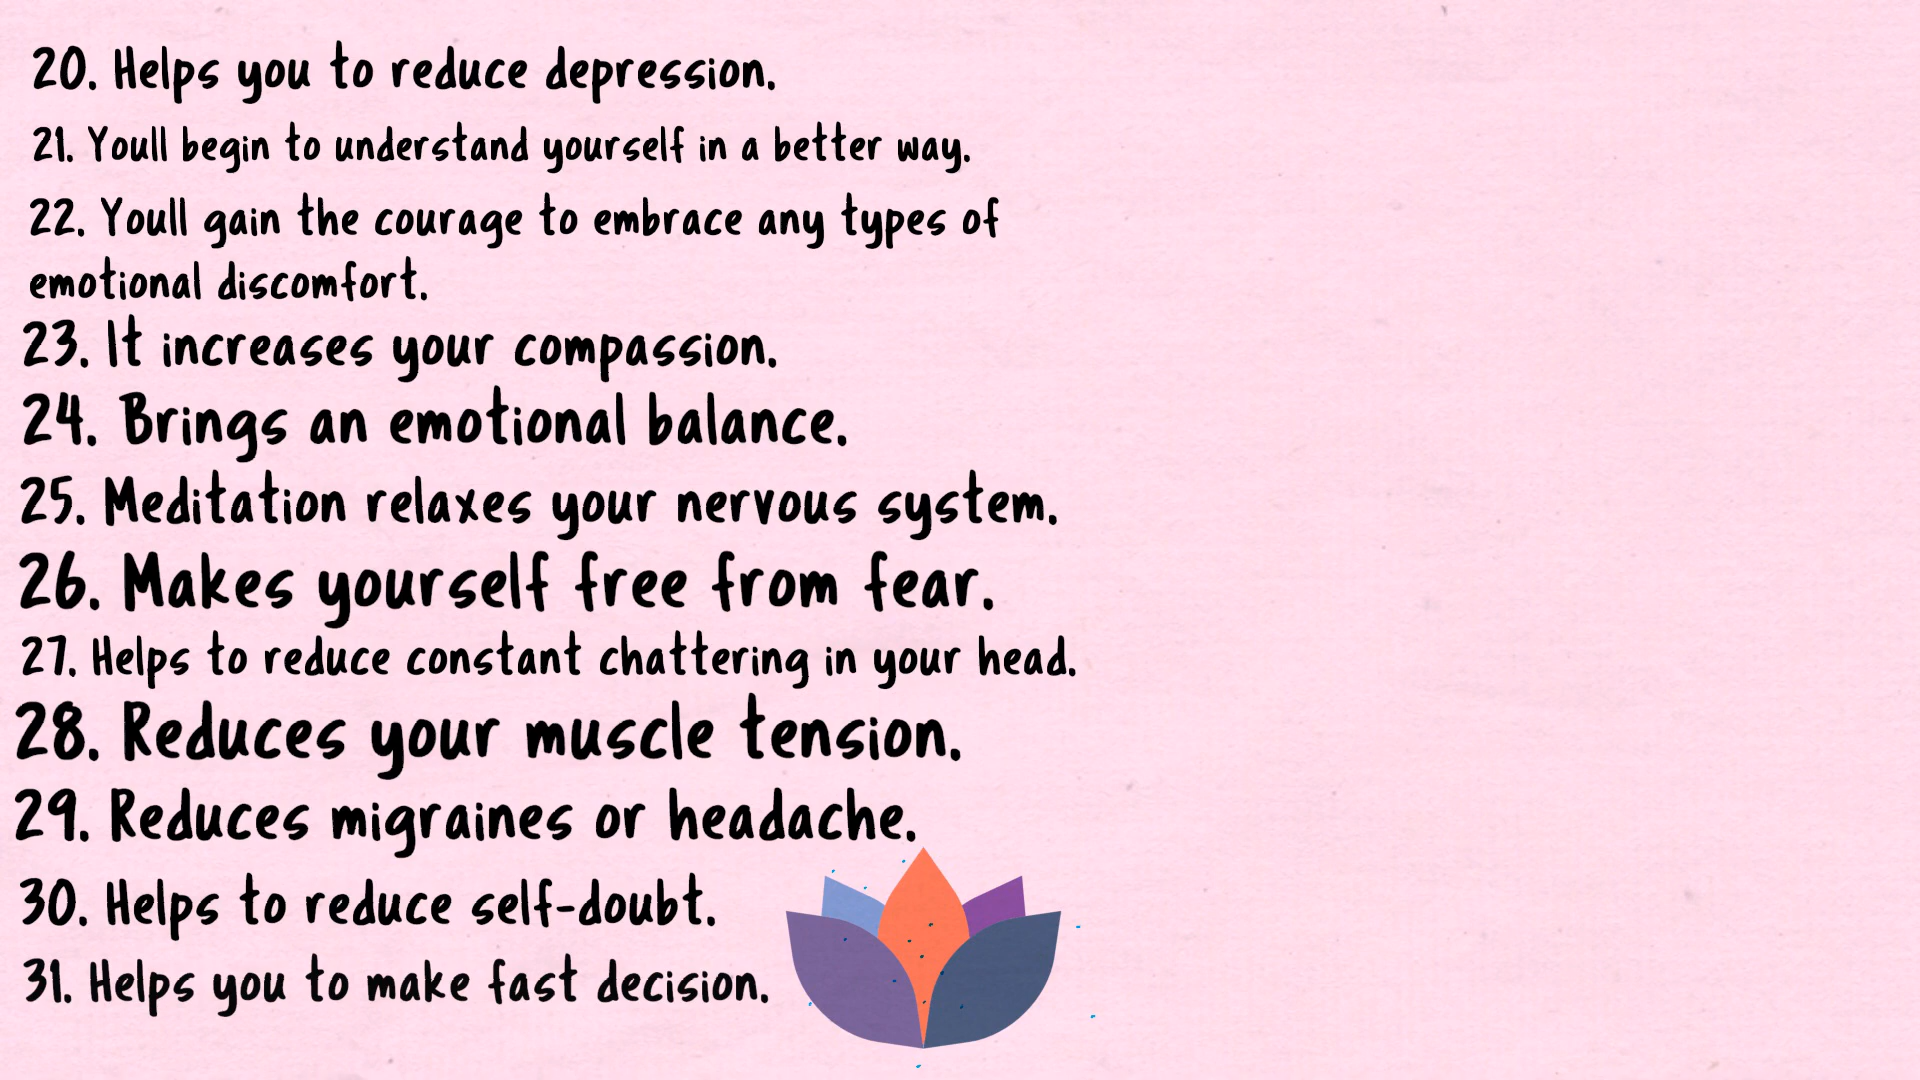 20. Helps you to reduce depression.
21. Youll begin to understand yourself in a better way.
22. Youll gain the courage to embrace any types of
emotional discomfort.
23. It increases your compassion.
24. Brings an emotional balance.
25. Meditation relaxes your nervous system.
26. Makes yourself free from fear.
27. Helps to reduce constant chattering in your head.
28. Reduces your muscle tension.
29. Reduces migraines or headache.
30. Helps to reduce self-doubt.
31. Helps you to make fast decision.